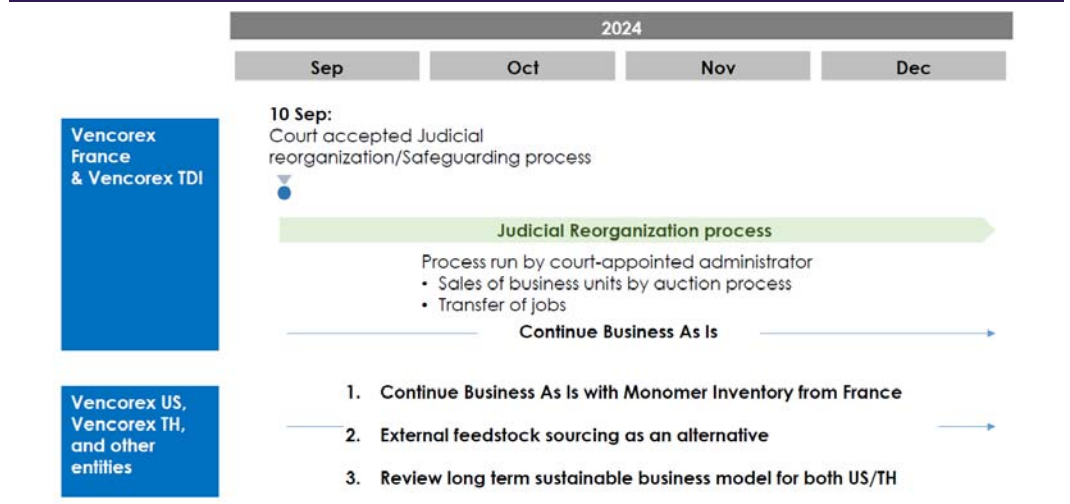 2024
Sep Oct Nov Dec
Vencorex
France
& Vencorex TDI
10 Sep:
Court accepted Judicial
reorganization/Safeguarding process
Judicial Reorganization process
Process run by court-appointed administrator
• Sales of business units by auction process
• Transfer of jobs
Continue Business As Is
Vencorex US,
Vencorex TH,
and other
entities
1. Continue Business As Is with Monomer Inventory from France
2. External feedstock sourcing as an alternative
3. Review long term sustainable business model for both US/TH